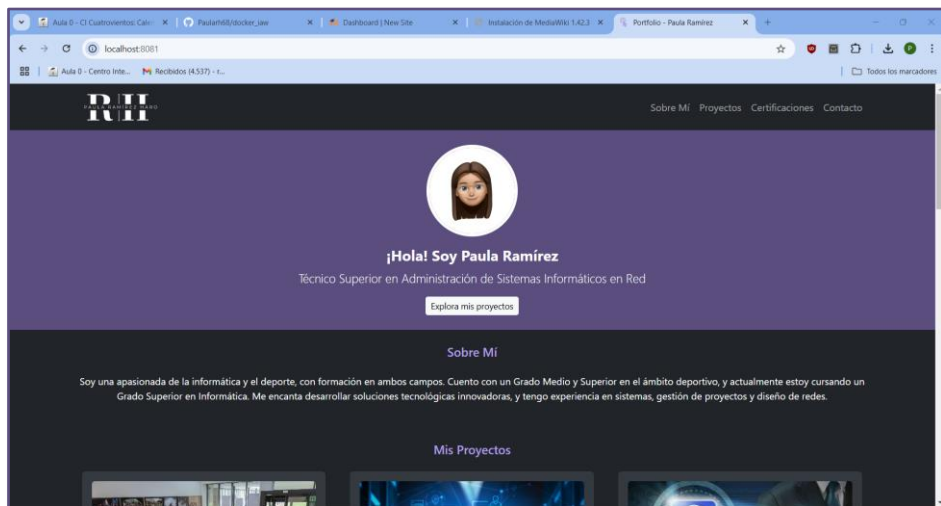 Aula 0 - CI Cuatrovientos: Cale
Paularh68/docker_iaw
Dashboard | New Site
Instalación de MediaWiki 1.42.3
Portfolio - Paula Ramírez
localhost:8081
Aula 0 - Centro Inte...
Recibidos (4.537) - r...
Todos los marcadores
R|H
PAULA RAMÍREZ HARO
Sobre Mí Proyectos Certificaciones Contacto
¡Hola! Soy Paula Ramírez
Técnico Superior en Administración de Sistemas Informáticos en Red
Explora mis proyectos
Sobre Mí
Soy una apasionada de la informática y el deporte, con formación en ambos campos. Cuento con un Grado Medio y Superior en el ámbito deportivo, y actualmente estoy cursando un
Grado Superior en Informática. Me encanta desarrollar soluciones tecnológicas innovadoras, y tengo experiencia en sistemas, gestión de proyectos y diseño de redes.
Mis Proyectos